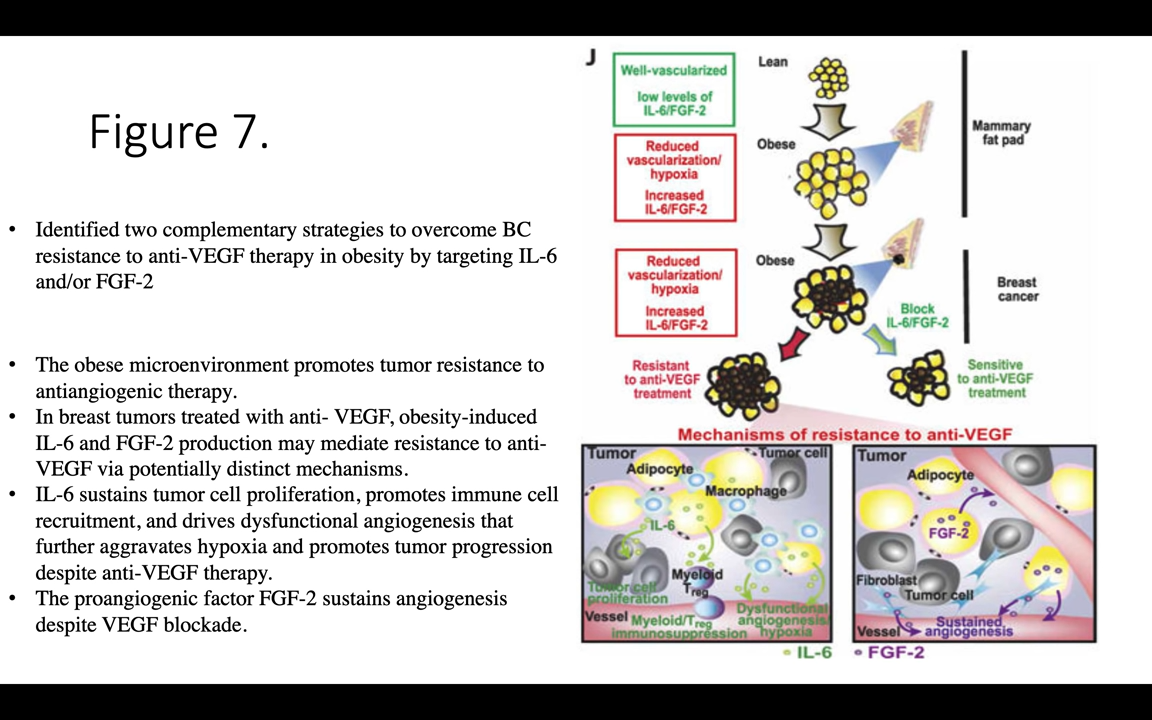 Figure 7.
• Identified two complementary strategies to overcome BC
resistance to anti-VEGF therapy in obesity by targeting IL-6
and/or FGF-2
• The obese microenvironment promotes tumor resistance to
antiangiogenic therapy.
• In breast tumors treated with anti- VEGF, obesity-induced
IL-6 and FGF-2 production may mediate resistance to anti-
VEGF via potentially distinct mechanisms.
• IL-6 sustains tumor cell proliferation, promotes immune cell
recruitment, and drives dysfunctional angiogenesis that
further aggravates hypoxia and promotes tumor progression
despite anti-VEGF therapy.
• The proangiogenic factor FGF-2 sustains angiogenesis
despite VEGF blockade.
J
Well-vascularized
low levels of
IL-6/FGF-2
Lean
Reduced
vascularization/
hypoxia
Increased
IL-6/FGF-2
Obese
Mammary
fat pad
Reduced
vascularization/
hypoxia
Increased
IL-6/FGF-2
Obese
Breast
cancer
Block
IL-6/FGF-2
Resistant
to anti-VEGF
treatment
Sensitive
to anti-VEGF
treatment
Mechanisms of resistance to anti-VEGF
Tumor
Adipocyte
Tumor cell
Macrophage
IL-6
Myeloid
Treg
Tumor cell
proliferation
Vessel
Myeloid/Treg
immunosuppression
Dysfunctional
angiogenesis/
hypoxia
IL-6
Tumor
Adipocyte
FGF-2
Fibroblast
Tumor cell
Vessel
Sustained
angiogenesis
FGF-2